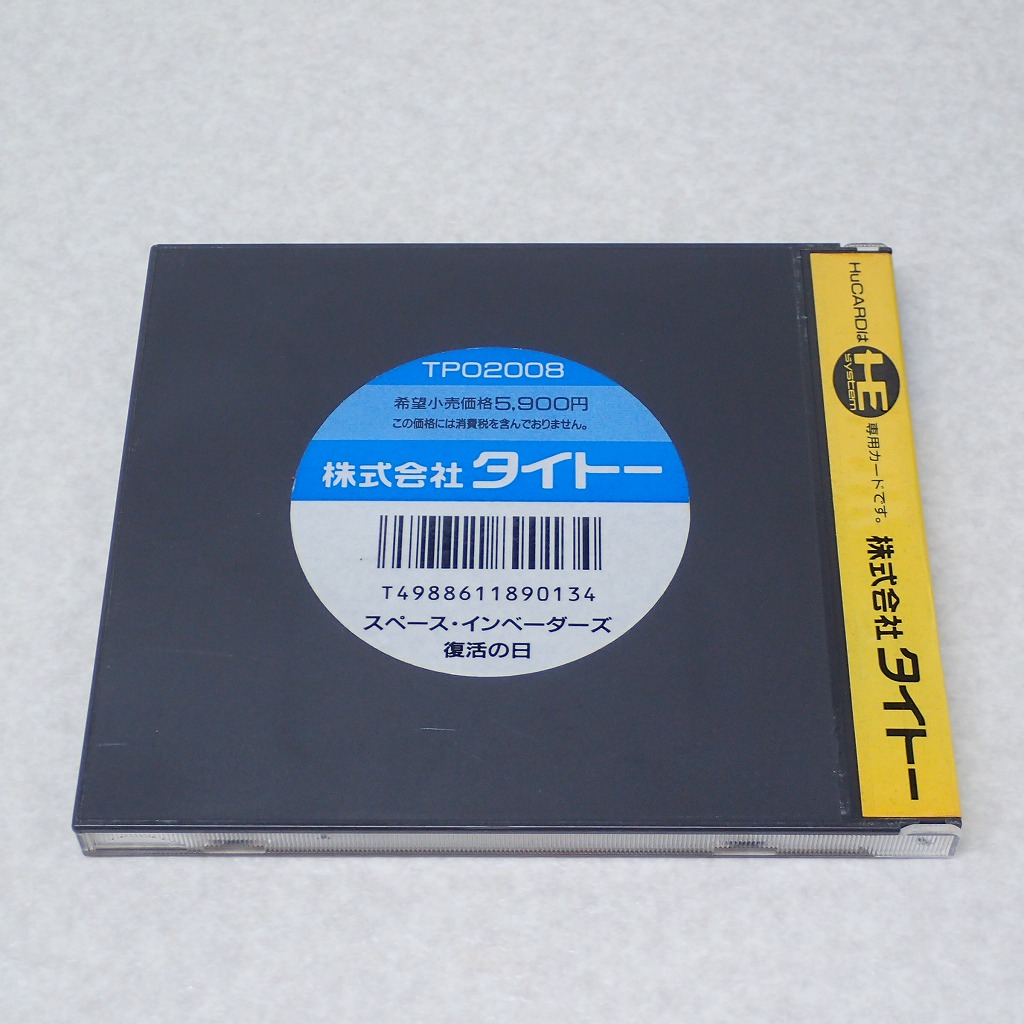 TP02008
希望小売価格5,900円
この価格には消費税を含んでおりません。
株式会社 タイトー
T4988611890134
スペース・インベーダーズ
復活の日
HuCARDは HE system 専用カードです。 株式会社 タイトー